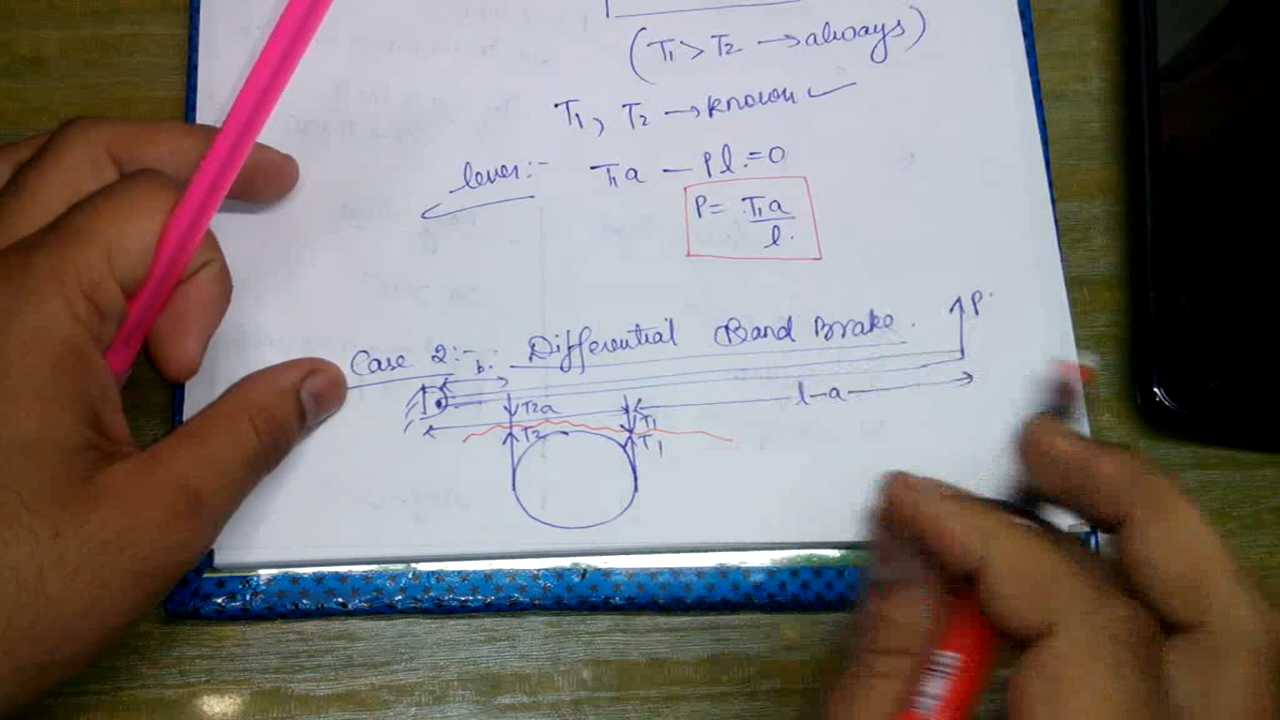 (T1 > T2 → always)
T1, T2 → known ✓
lever:- T1a - Pl = 0
P = T1a / l
Case 2:- Differential Band Brake.
P
b
l-a
T2 a T1
T2 T1